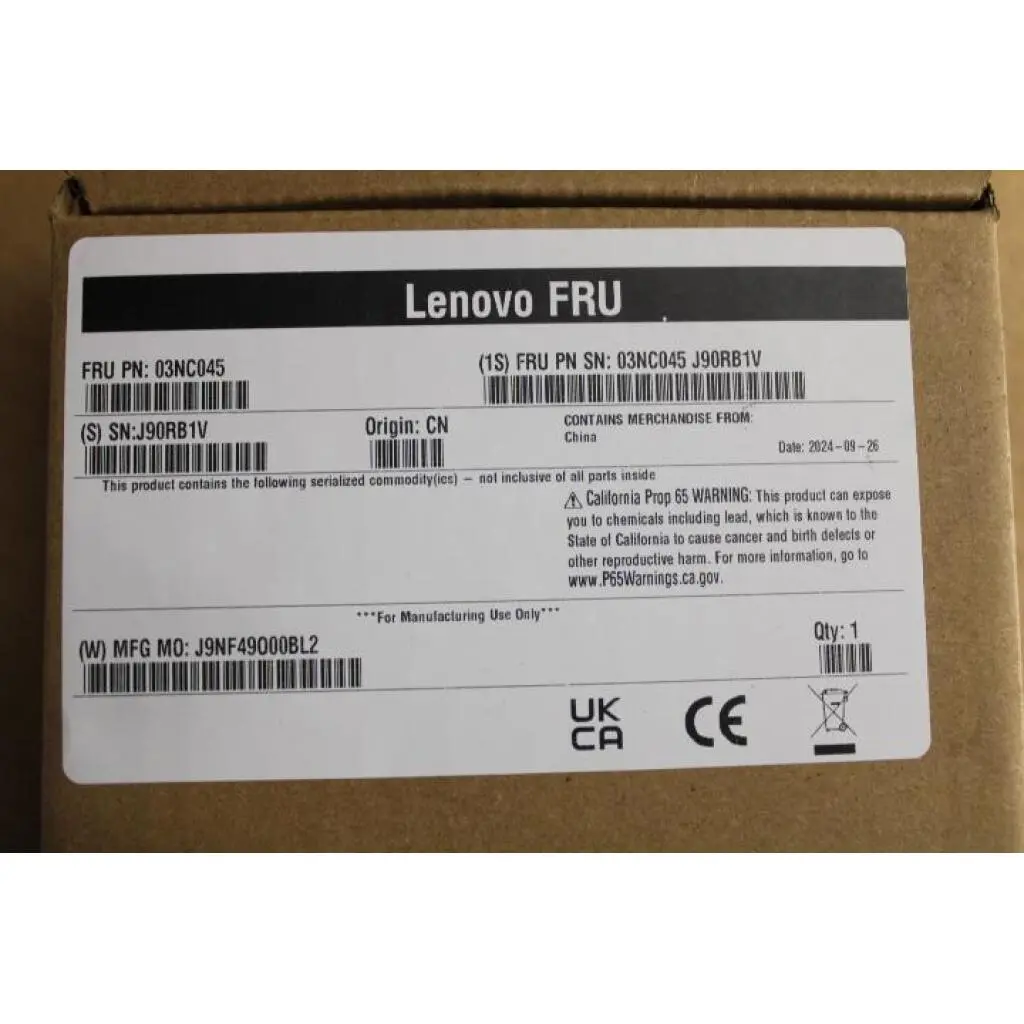 Lenovo FRU
FRU PN: 03NC045
(1S) FRU PN SN: 03NC045 J90RB1V
(S) SN:J90RB1V
Origin: CN
CONTAINS MERCHANDISE FROM:
China
Date: 2024-09-26
This product contains the following serialized commodity(ies) – not inclusive of all parts inside
⚠ California Prop 65 WARNING: This product can expose
you to chemicals including lead, which is known to the
State of California to cause cancer and birth defects or
other reproductive harm. For more information, go to
www.P65Warnings.ca.gov.
***For Manufacturing Use Only***
(W) MFG MO: J9NF49000BL2
Qty: 1
UK
CA
CE